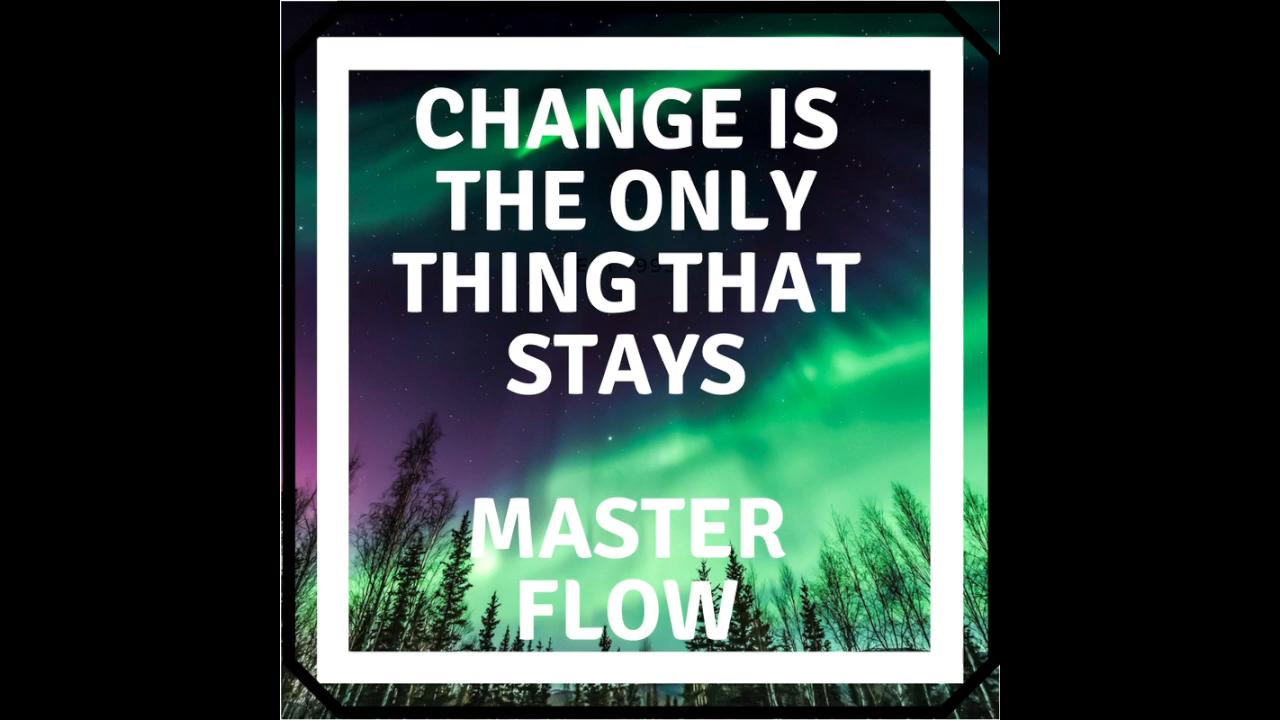 CHANGE IS
THE ONLY
THING THAT
STAYS
MASTER
FLOW